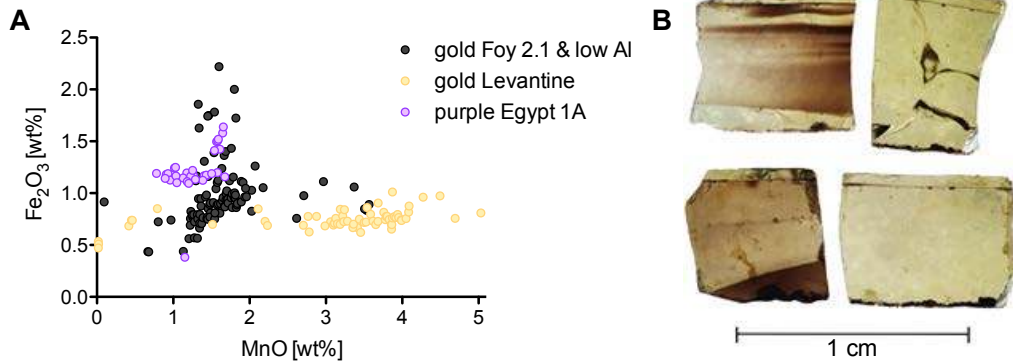 A
B
2.5
2.0
1.5
1.0
0.5
0.0
Fe2O3 [wt%]
0 1 2 3 4 5
MnO [wt%]
gold Foy 2.1 & low Al
gold Levantine
purple Egypt 1A
1 cm